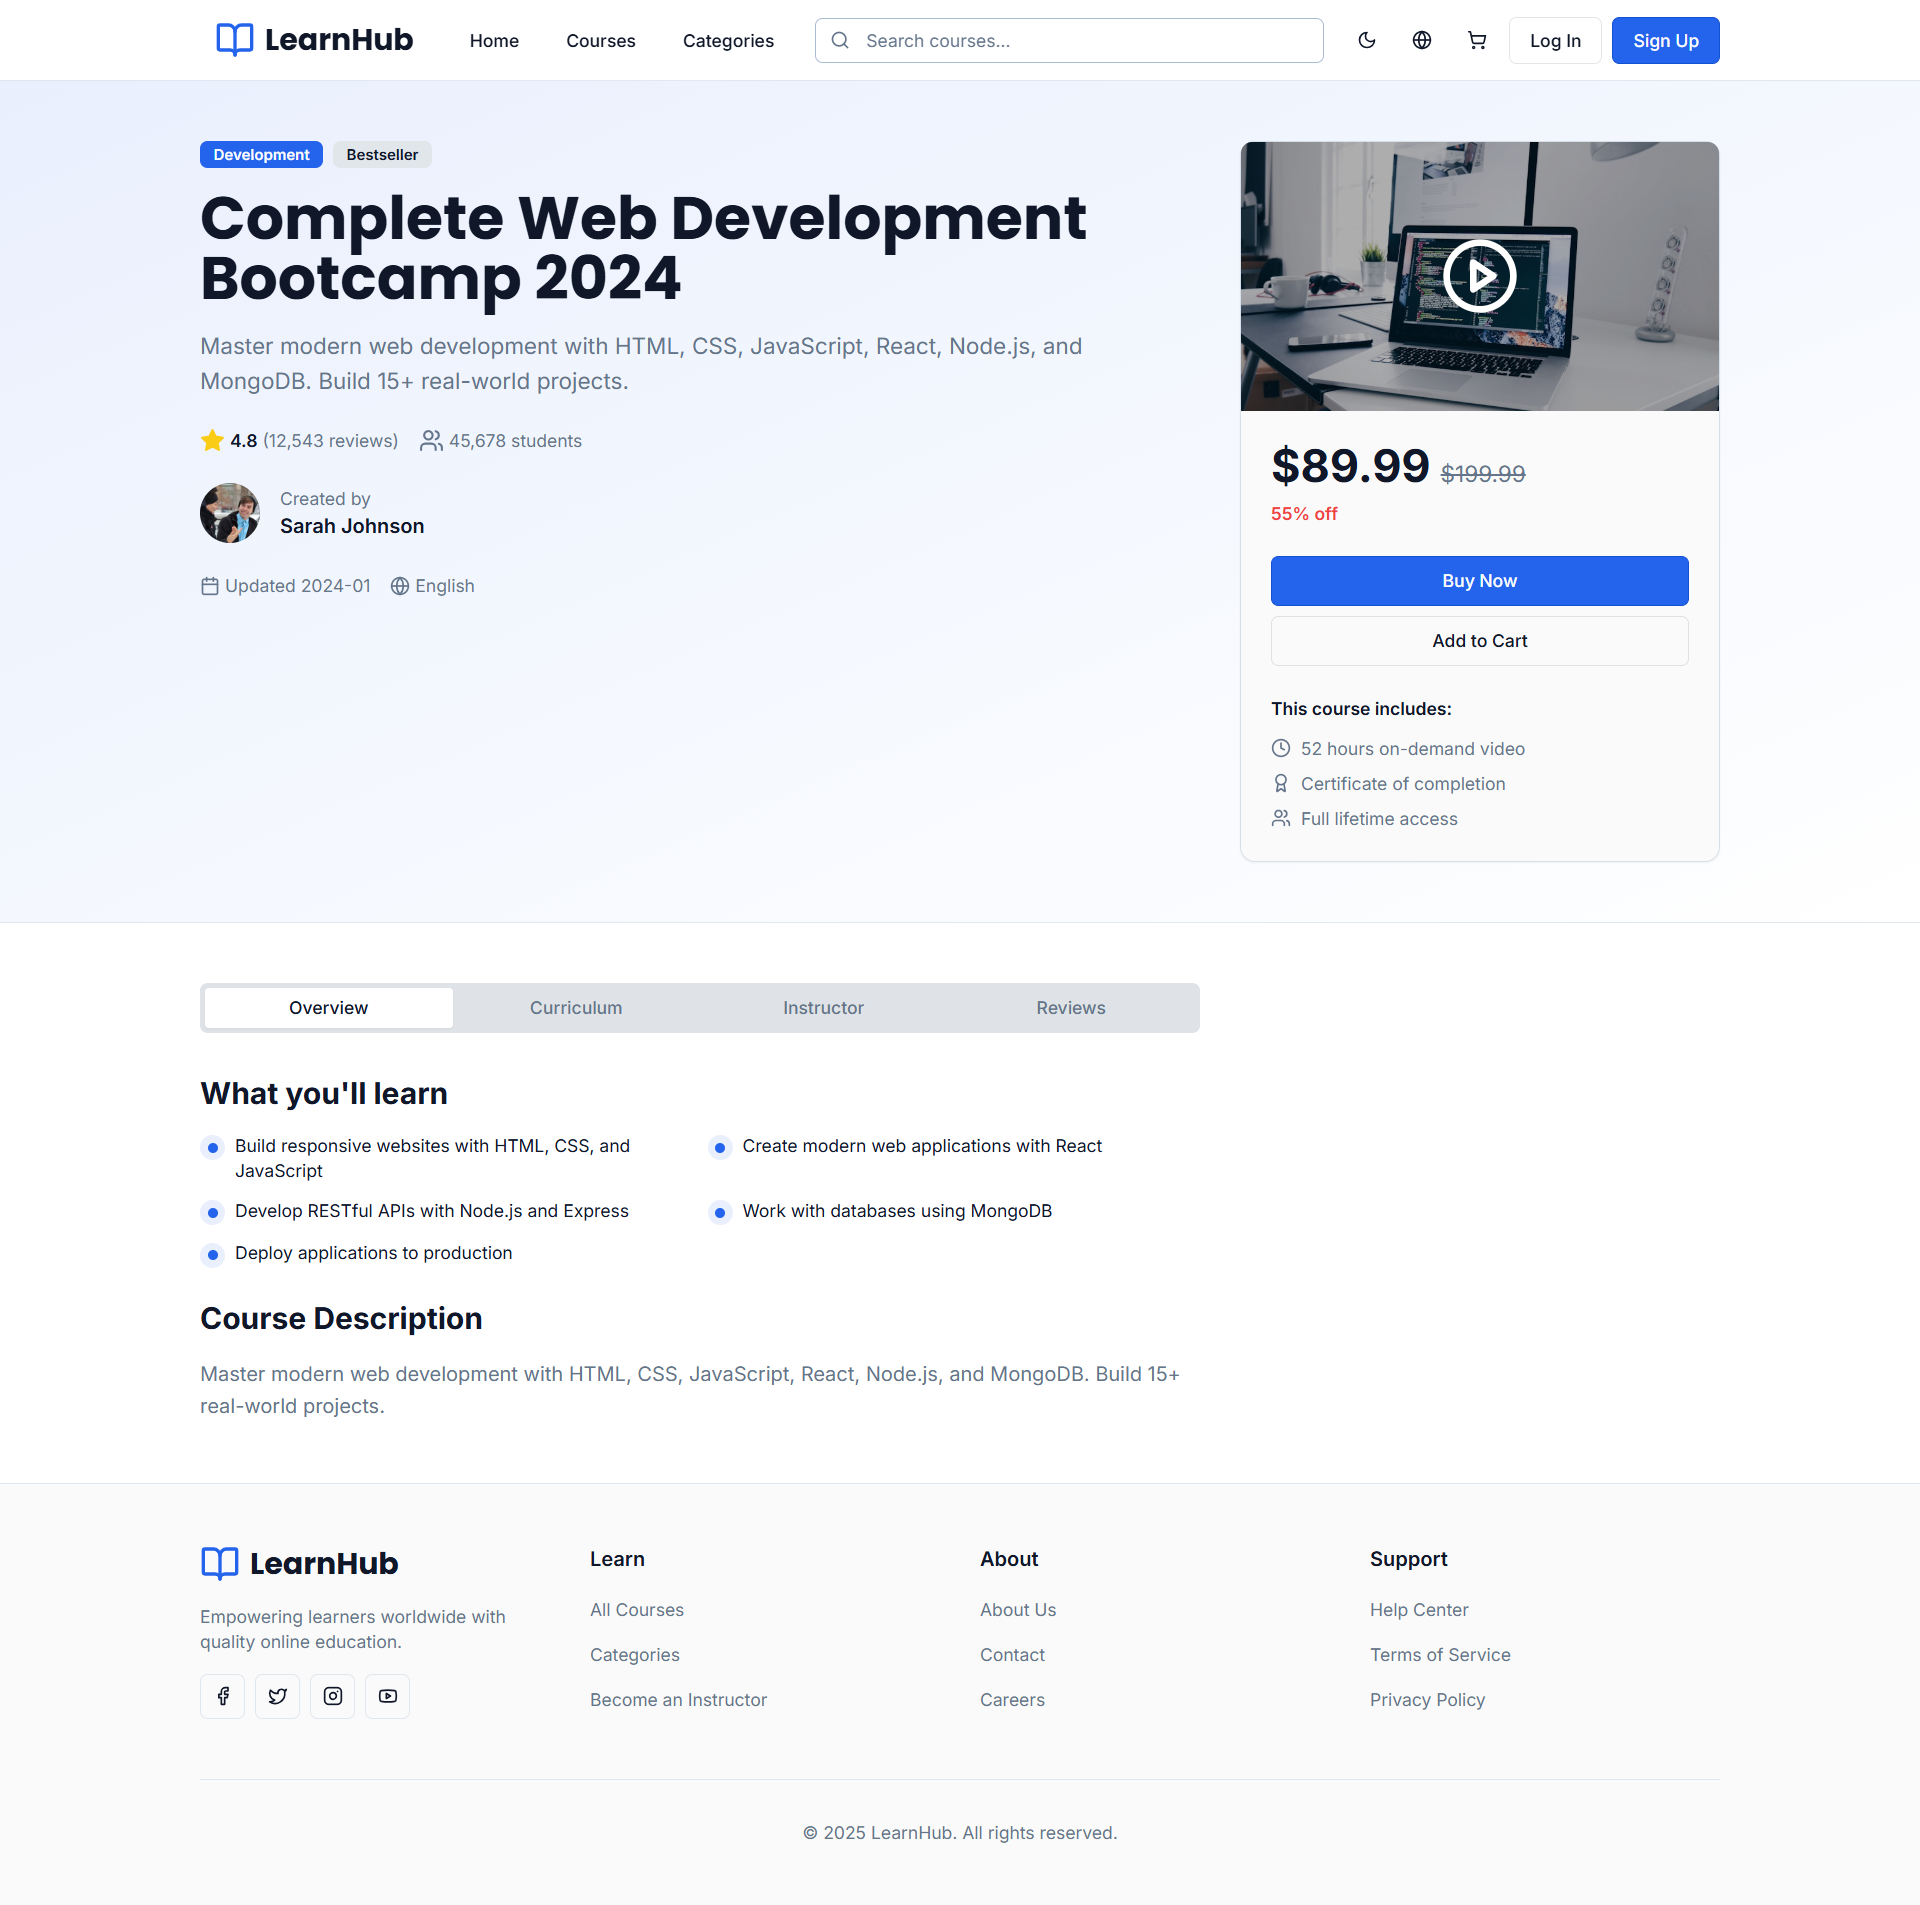 LearnHub
Home
Courses
Categories
Search courses...
Log In
Sign Up
Development
Bestseller
Complete Web Development
Bootcamp 2024
Master modern web development with HTML, CSS, JavaScript, React, Node.js, and
MongoDB. Build 15+ real-world projects.
4.8 (12,543 reviews)
45,678 students
Created by
Sarah Johnson
Updated 2024-01
English
$89.99 $199.99
55% off
Buy Now
Add to Cart
This course includes:
52 hours on-demand video
Certificate of completion
Full lifetime access
Overview
Curriculum
Instructor
Reviews
What you'll learn
Build responsive websites with HTML, CSS, and
JavaScript
Create modern web applications with React
Develop RESTful APIs with Node.js and Express
Work with databases using MongoDB
Deploy applications to production
Course Description
Master modern web development with HTML, CSS, JavaScript, React, Node.js, and MongoDB. Build 15+
real-world projects.
LearnHub
Empowering learners worldwide with
quality online education.
Learn
All Courses
Categories
Become an Instructor
About
About Us
Contact
Careers
Support
Help Center
Terms of Service
Privacy Policy
© 2025 LearnHub. All rights reserved.